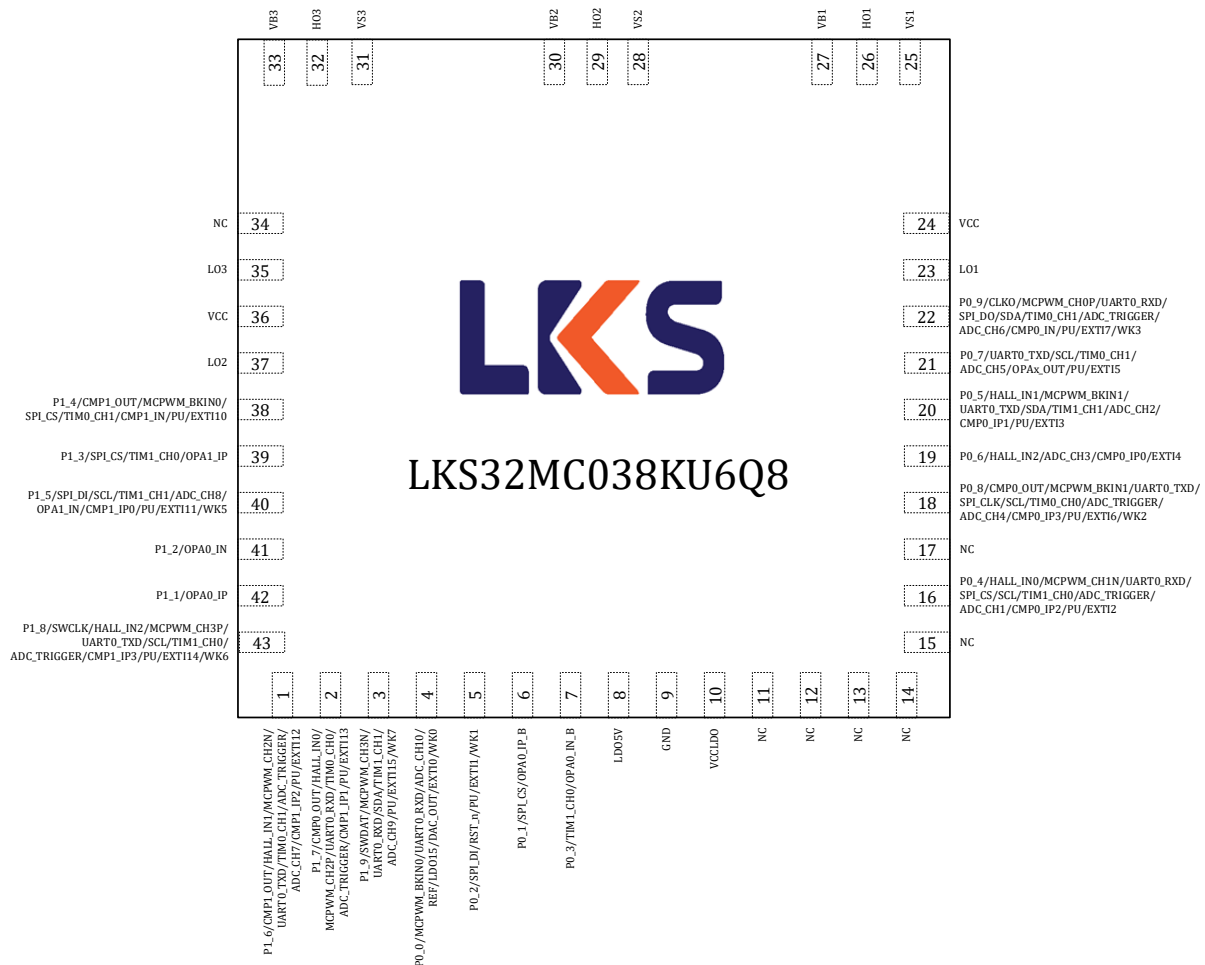 VB3
HO3
VS3
VB2
HO2
VS2
VB1
HO1
VS1
33
32
31
30
29
28
27
26
25
NC
34
LO3
35
VCC
36
LO2
37
P1_4/CMP1_OUT/MCPWM_BKIN0/
SPI_CS/TIM0_CH1/CMP1_IN/PU/EXTI10
38
P1_3/SPI_CS/TIM1_CH0/OPA1_IP
39
P1_5/SPI_DI/SCL/TIM1_CH1/ADC_CH8/
OPA1_IN/CMP1_IP0/PU/EXTI11/WK5
40
P1_2/OPA0_IN
41
P1_1/OPA0_IP
42
P1_8/SWCLK/HALL_IN2/MCPWM_CH3P/
UART0_TXD/SCL/TIM1_CH0/
ADC_TRIGGER/CMP1_IP3/PU/EXTI14/WK6
43
LKS
LKS32MC038KU6Q8
24
VCC
23
LO1
22
P0_9/CLKO/MCPWM_CH0P/UART0_RXD/
SPI_DO/SDA/TIM0_CH1/ADC_TRIGGER/
ADC_CH6/CMP0_IN/PU/EXTI7/WK3
21
P0_7/UART0_TXD/SCL/TIM0_CH1/
ADC_CH5/OPAx_OUT/PU/EXTI5
20
P0_5/HALL_IN1/MCPWM_BKIN1/
UART0_TXD/SDA/TIM1_CH1/ADC_CH2/
CMP0_IP1/PU/EXTI3
19
P0_6/HALL_IN2/ADC_CH3/CMP0_IP0/EXTI4
18
P0_8/CMP0_OUT/MCPWM_BKIN1/UART0_TXD/
SPI_CLK/SCL/TIM0_CH0/ADC_TRIGGER/
ADC_CH4/CMP0_IP3/PU/EXTI6/WK2
17
NC
16
P0_4/HALL_IN0/MCPWM_CH1N/UART0_RXD/
SPI_CS/SCL/TIM1_CH0/ADC_TRIGGER/
ADC_CH1/CMP0_IP2/PU/EXTI2
15
NC
1
2
3
4
5
6
7
8
9
10
11
12
13
14
P1_6/CMP1_OUT/HALL_IN1/MCPWM_CH2N/
UART0_TXD/TIM0_CH1/ADC_TRIGGER/
ADC_CH7/CMP1_IP2/PU/EXTI12
P1_7/CMP0_OUT/HALL_IN0/
MCPWM_CH2P/UART0_RXD/TIM0_CH0/
ADC_TRIGGER/CMP1_IP1/PU/EXTI13
P1_9/SWDAT/MCPWM_CH3N/
UART0_RXD/SDA/TIM1_CH1/
ADC_CH9/PU/EXTI15/WK7
P0_0/MCPWM_BKIN0/UART0_RXD/ADC_CH10/
REF/LDO15/DAC_OUT/EXTI0/WK0
P0_2/SPI_DI/RST_n/PU/EXTI1/WK1
P0_1/SPI_CS/OPA0_IP_B
P0_3/TIM1_CH0/OPA0_IN_B
LDO5V
GND
VCCLDO
NC
NC
NC
NC